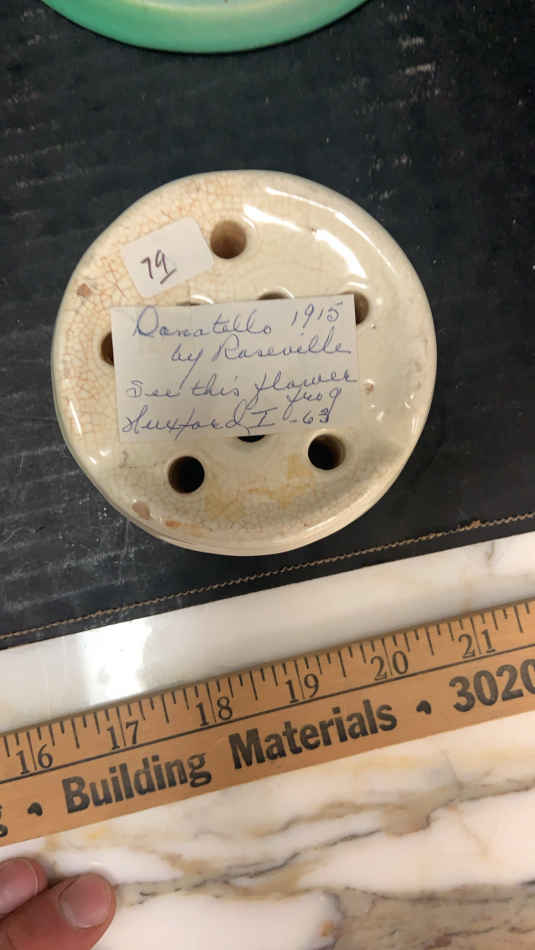 79
Donatello 1915
by Roseville
See this flower
frog
Huxford I -63
16 17 18 19 20 21
Building Materials • 3020